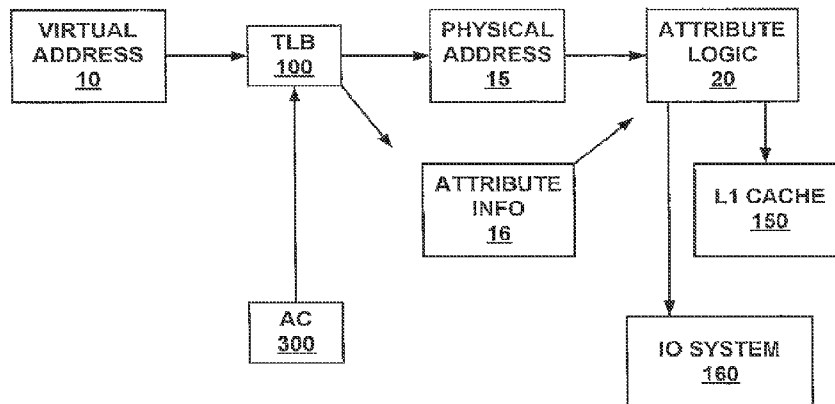 VIRTUAL
ADDRESS
10
TLB
100
PHYSICAL
ADDRESS
15
ATTRIBUTE
LOGIC
20
ATTRIBUTE
INFO
16
L1 CACHE
150
AC
300
IO SYSTEM
160